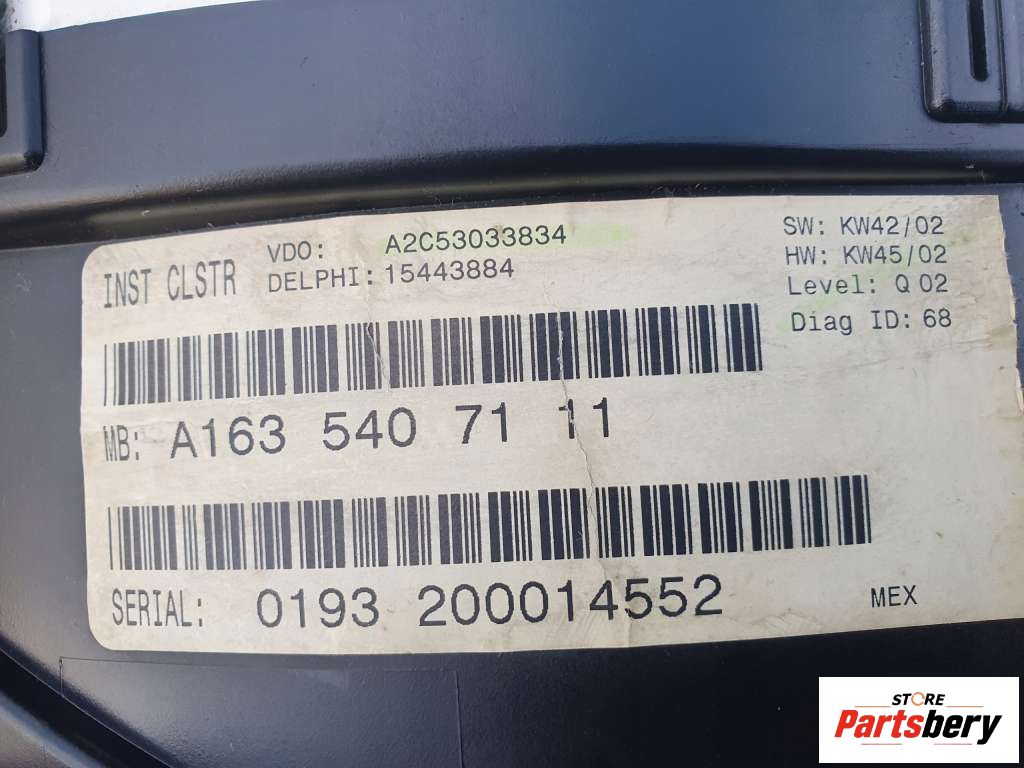 INST CLSTR
VDO: A2C53033834
DELPHI: 15443884
SW: KW42/02
HW: KW45/02
Level: Q 02
Diag ID: 68
MB: A163 540 71 11
SERIAL: 0193 200014552
MEX
STORE
Partsbery